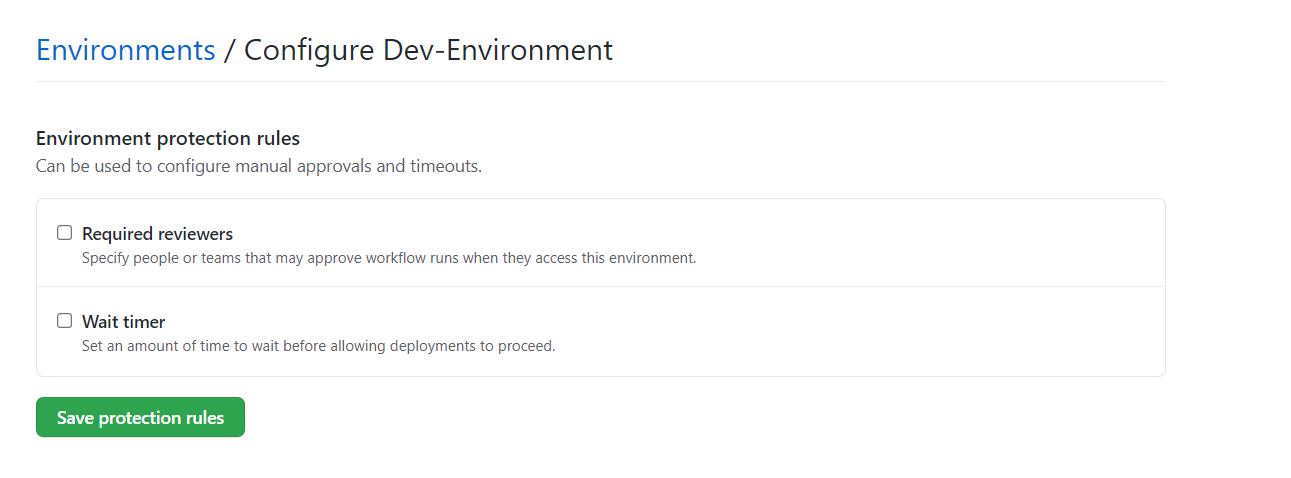 Environments / Configure Dev-Environment
Environment protection rules
Can be used to configure manual approvals and timeouts.
Required reviewers
Specify people or teams that may approve workflow runs when they access this environment.
Wait timer
Set an amount of time to wait before allowing deployments to proceed.
Save protection rules